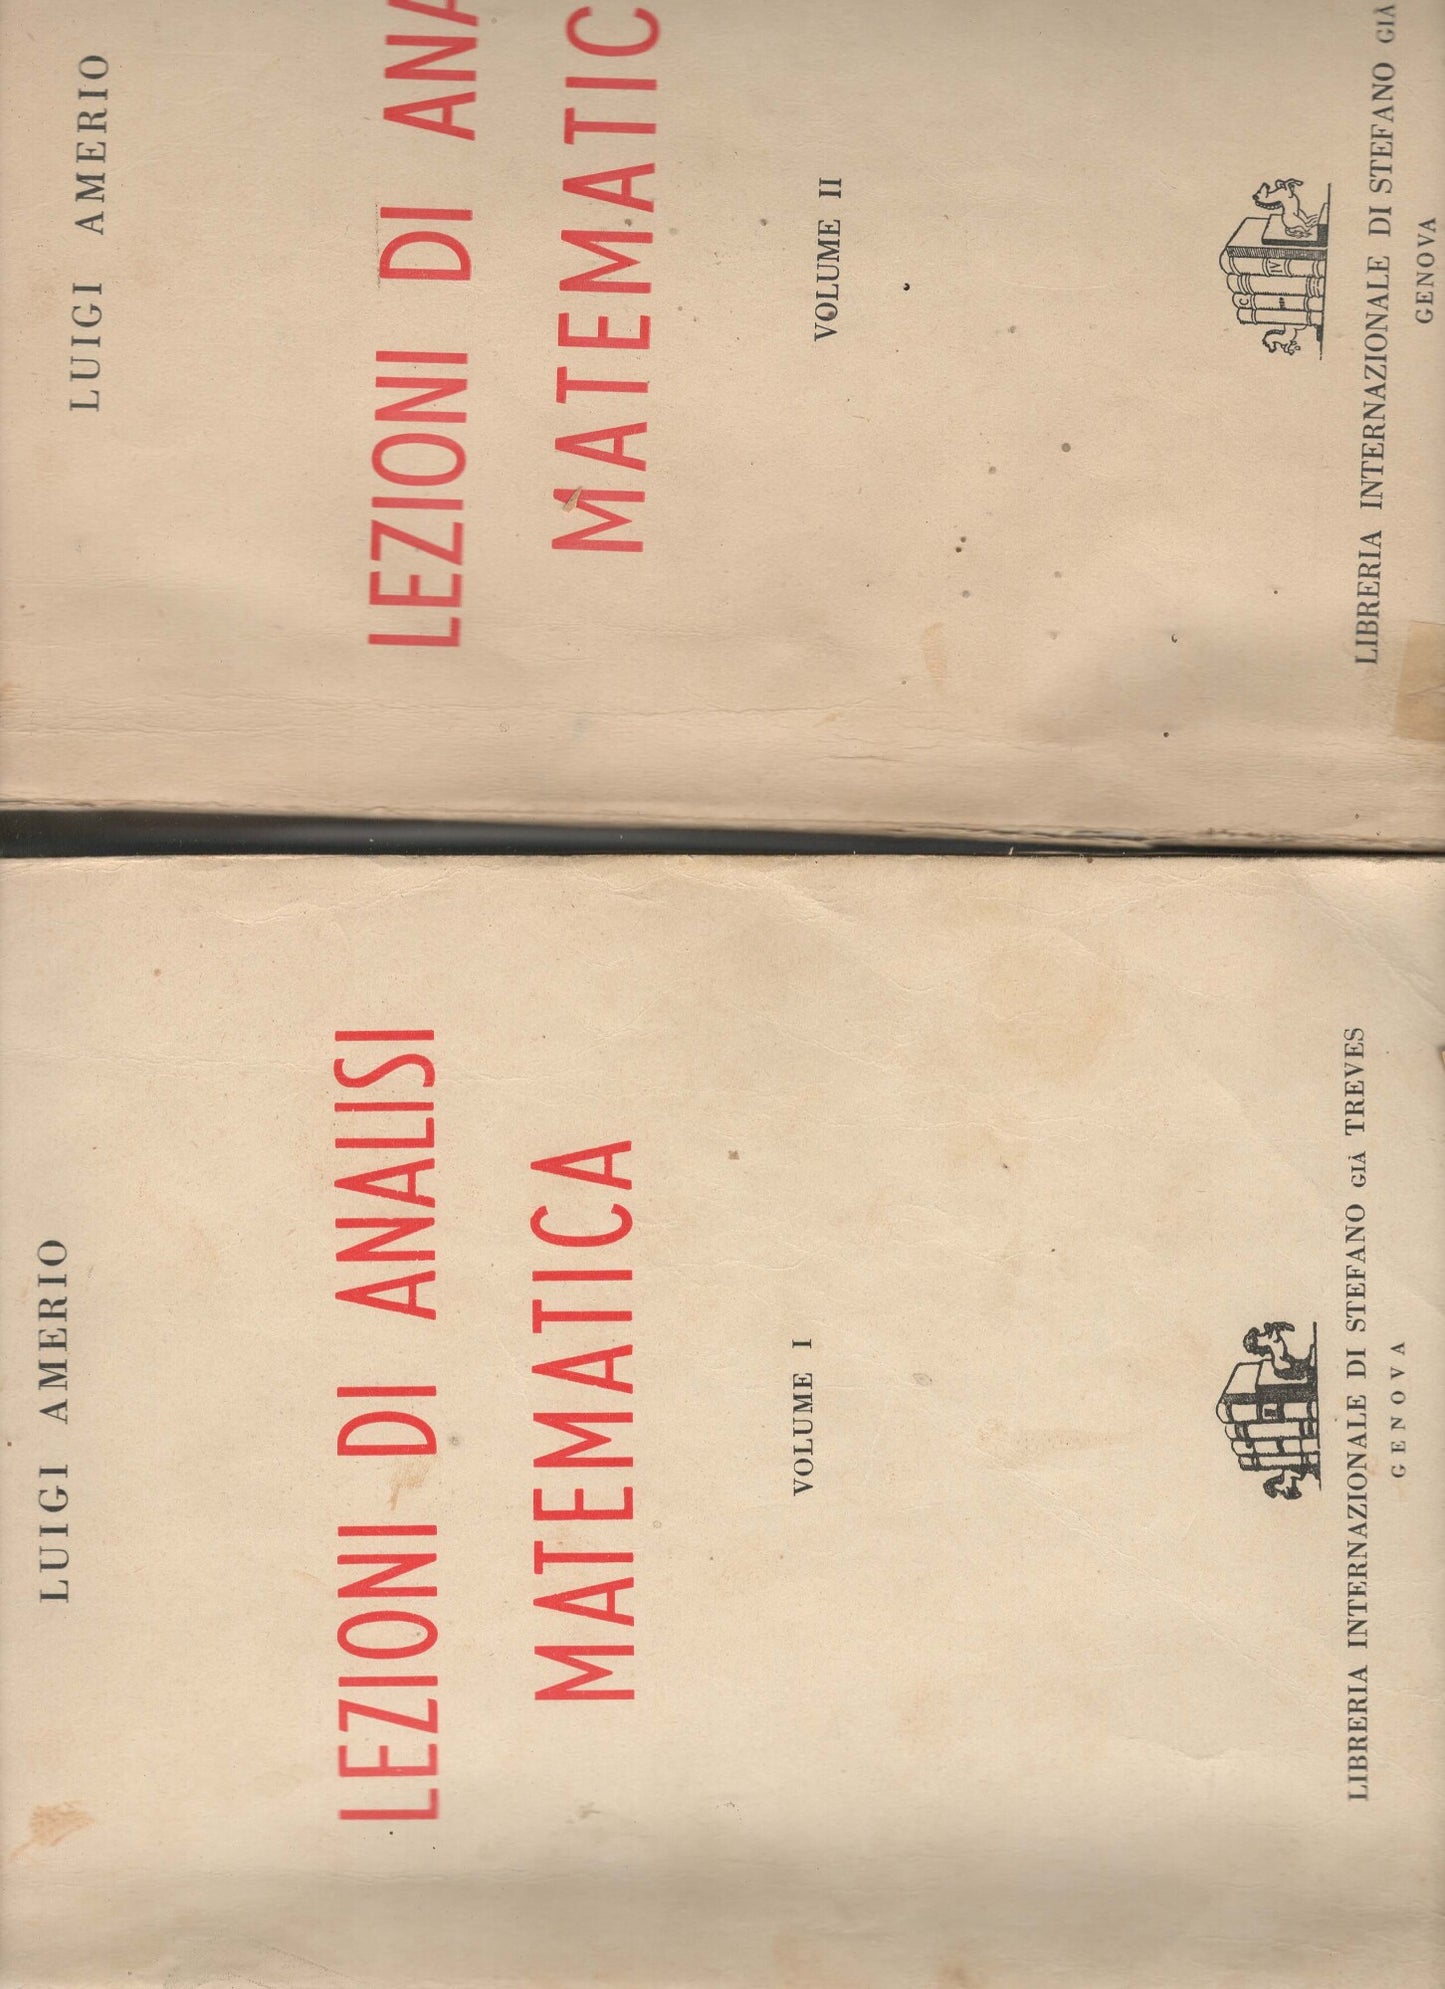 LUIGI AMERIO
LEZIONI DI ANALISI
MATEMATICA
VOLUME I
LIBRERIA INTERNAZIONALE DI STEFANO GIÀ TREVES
GENOVA
LUIGI AMERIO
LEZIONI DI ANA
MATEMATIC
VOLUME II
C
IV
LIBRERIA INTERNAZIONALE DI STEFANO GIÀ
GENOVA